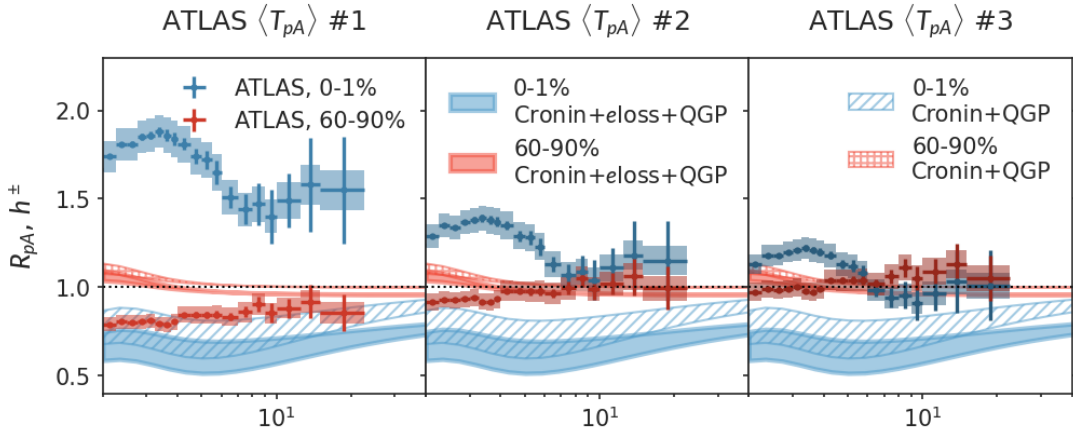 ATLAS ⟨T_pA⟩ #1
ATLAS ⟨T_pA⟩ #2
ATLAS ⟨T_pA⟩ #3
R_pA, h^±
2.0
1.5
1.0
0.5
ATLAS, 0-1%
ATLAS, 60-90%
0-1%
Cronin+eloss+QGP
60-90%
Cronin+eloss+QGP
0-1%
Cronin+QGP
60-90%
Cronin+QGP
10^1
10^1
10^1